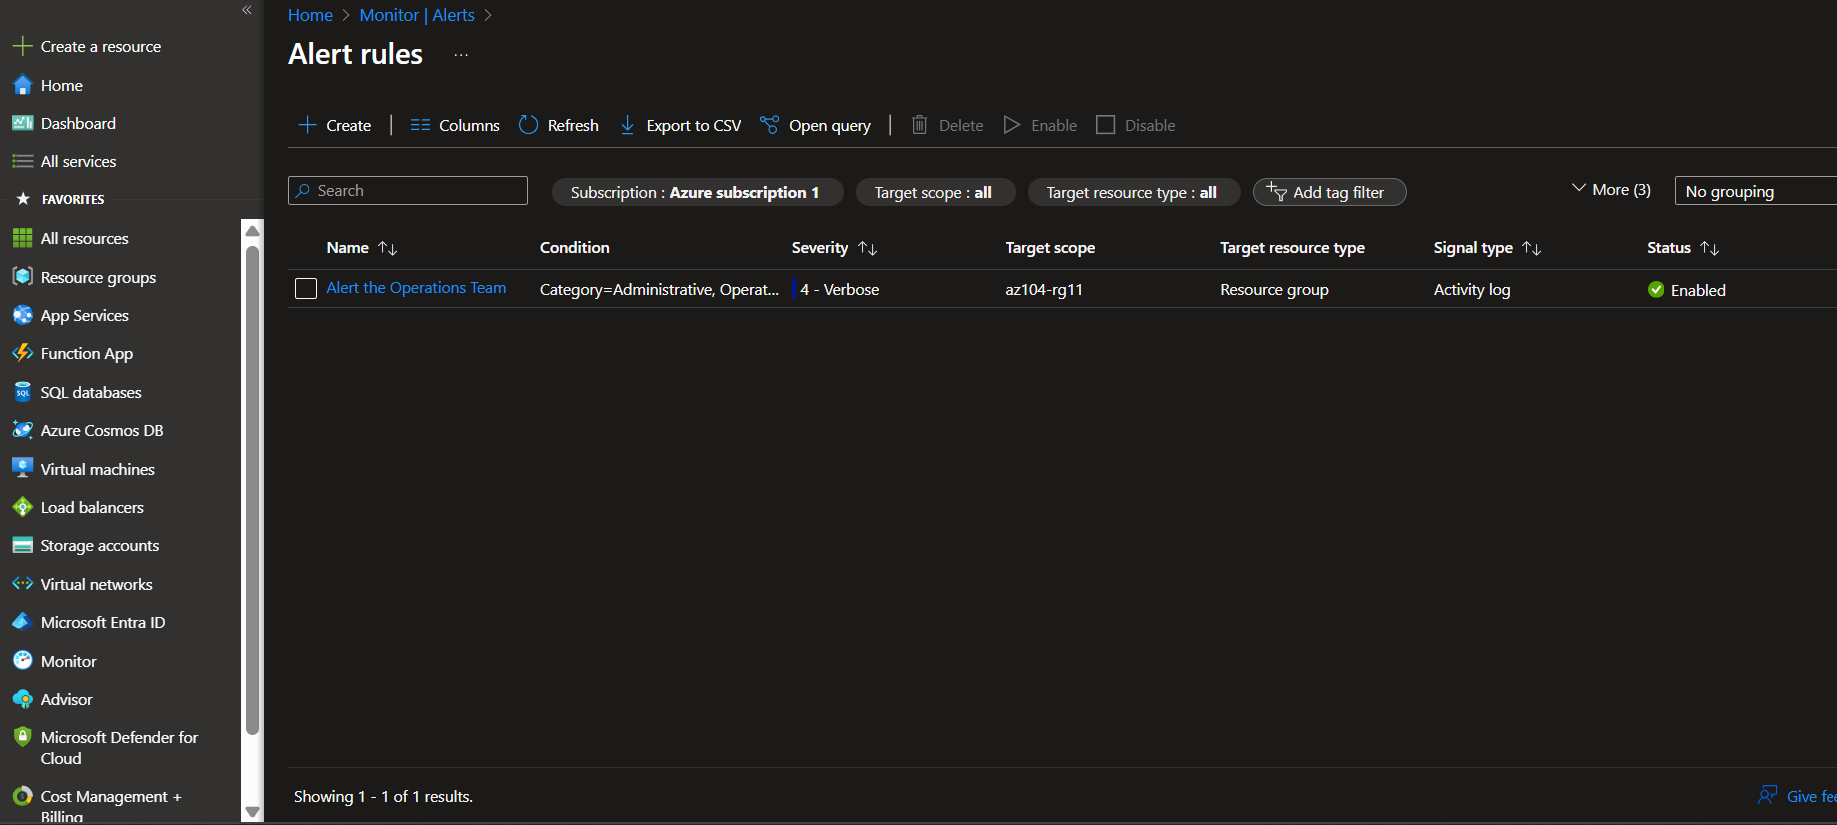 Create a resource
Home
Dashboard
All services
FAVORITES
All resources
Resource groups
App Services
Function App
SQL databases
Azure Cosmos DB
Virtual machines
Load balancers
Storage accounts
Virtual networks
Microsoft Entra ID
Monitor
Advisor
Microsoft Defender for
Cloud
Cost Management +
Billing
Home > Monitor | Alerts >
Alert rules ...
Create | Columns Refresh Export to CSV Open query | Delete Enable Disable
Search Subscription : Azure subscription 1 Target scope : all Target resource type : all Add tag filter More (3) No grouping
Name Condition Severity Target scope Target resource type Signal type Status
Alert the Operations Team Category=Administrative, Operat... 4 - Verbose az104-rg11 Resource group Activity log Enabled
Showing 1 - 1 of 1 results.
Give fee